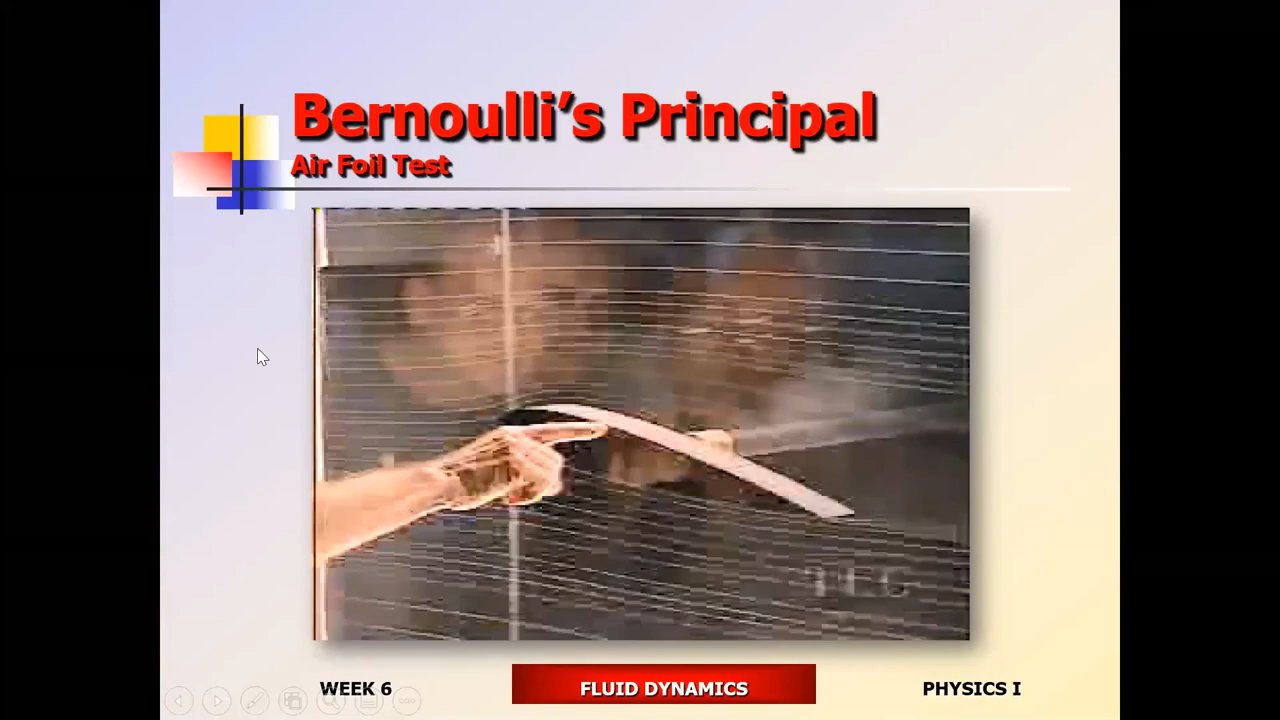 Bernoulli’s Principal
Air Foil Test
WEEK 6
FLUID DYNAMICS
PHYSICS I